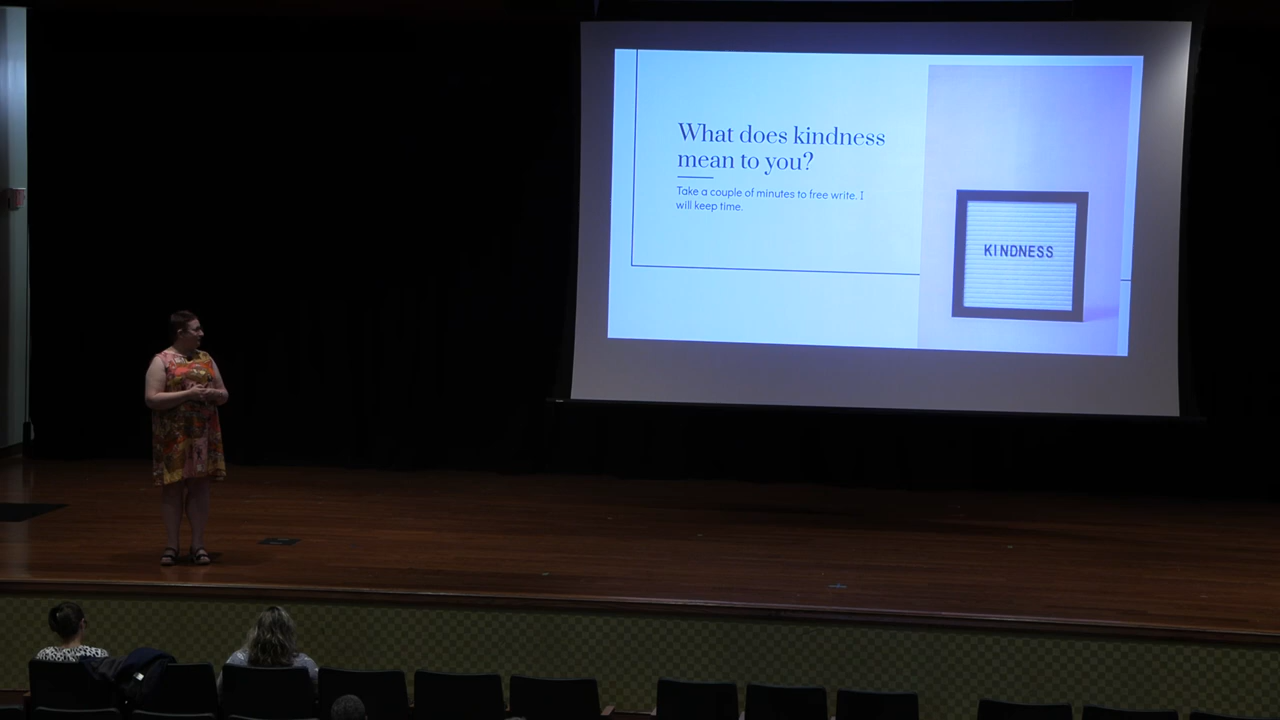 What does kindness
mean to you?
Take a couple of minutes to free write. I
will keep time.
KINDNESS